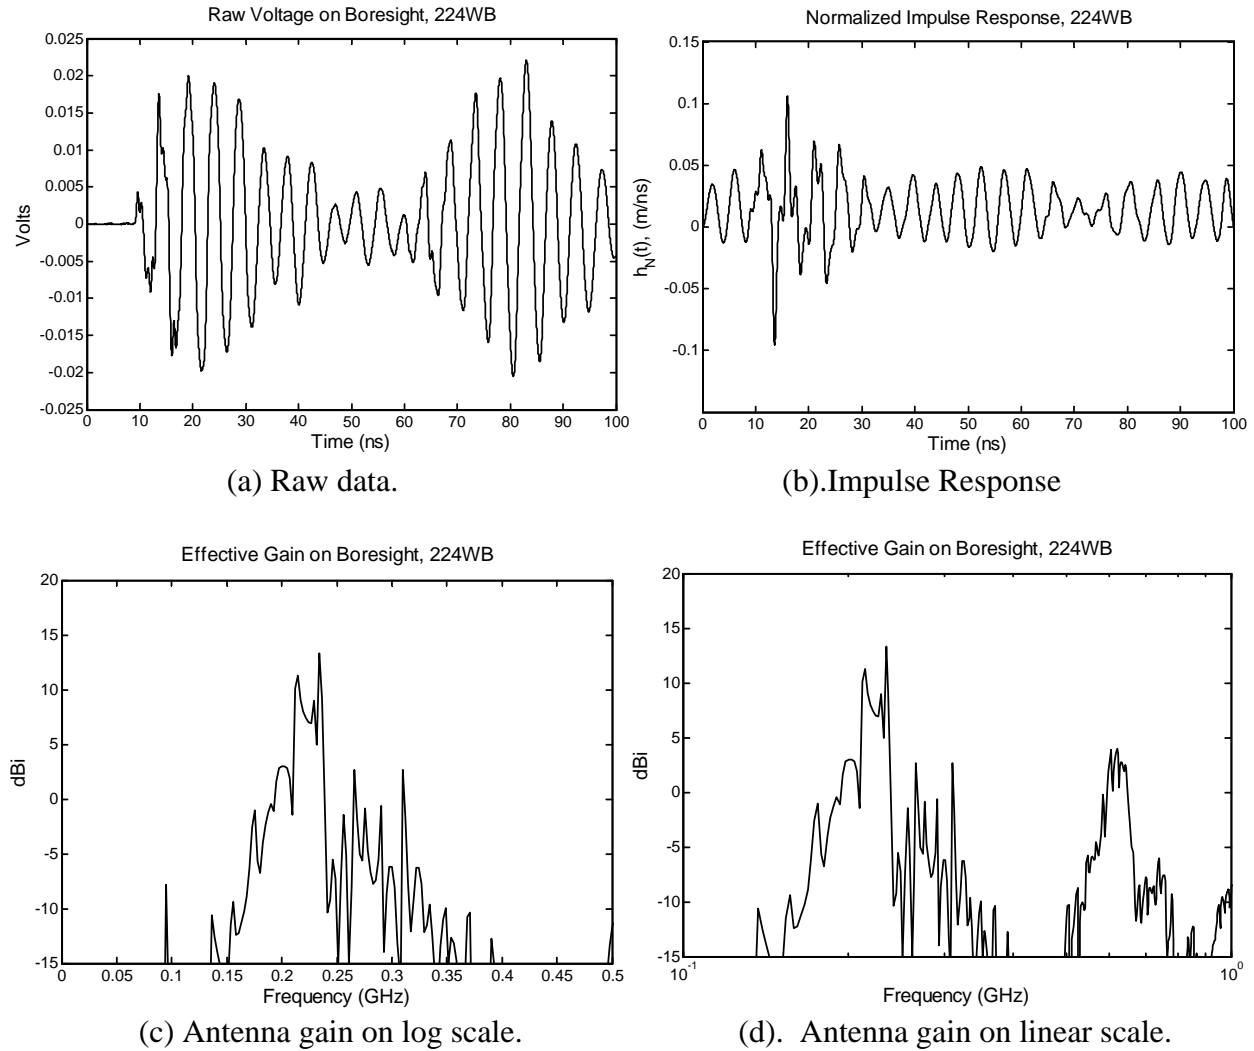 Raw Voltage on Boresight, 224WB
0.025
0.02
0.015
0.01
0.005
0
-0.005
-0.01
-0.015
-0.02
-0.025
Volts
0 10 20 30 40 50 60 70 80 90 100
Time (ns)
(a) Raw data.
Normalized Impulse Response, 224WB
0.15
0.1
0.05
0
-0.05
-0.1
h_N(t), (m/ns)
0 10 20 30 40 50 60 70 80 90 100
Time (ns)
(b).Impulse Response
Effective Gain on Boresight, 224WB
20
15
10
5
0
-5
-10
-15
dBi
0 0.05 0.1 0.15 0.2 0.25 0.3 0.35 0.4 0.45 0.5
Frequency (GHz)
(c) Antenna gain on log scale.
Effective Gain on Boresight, 224WB
20
15
10
5
0
-5
-10
-15
dBi
10^-1 10^0
Frequency (GHz)
(d). Antenna gain on linear scale.